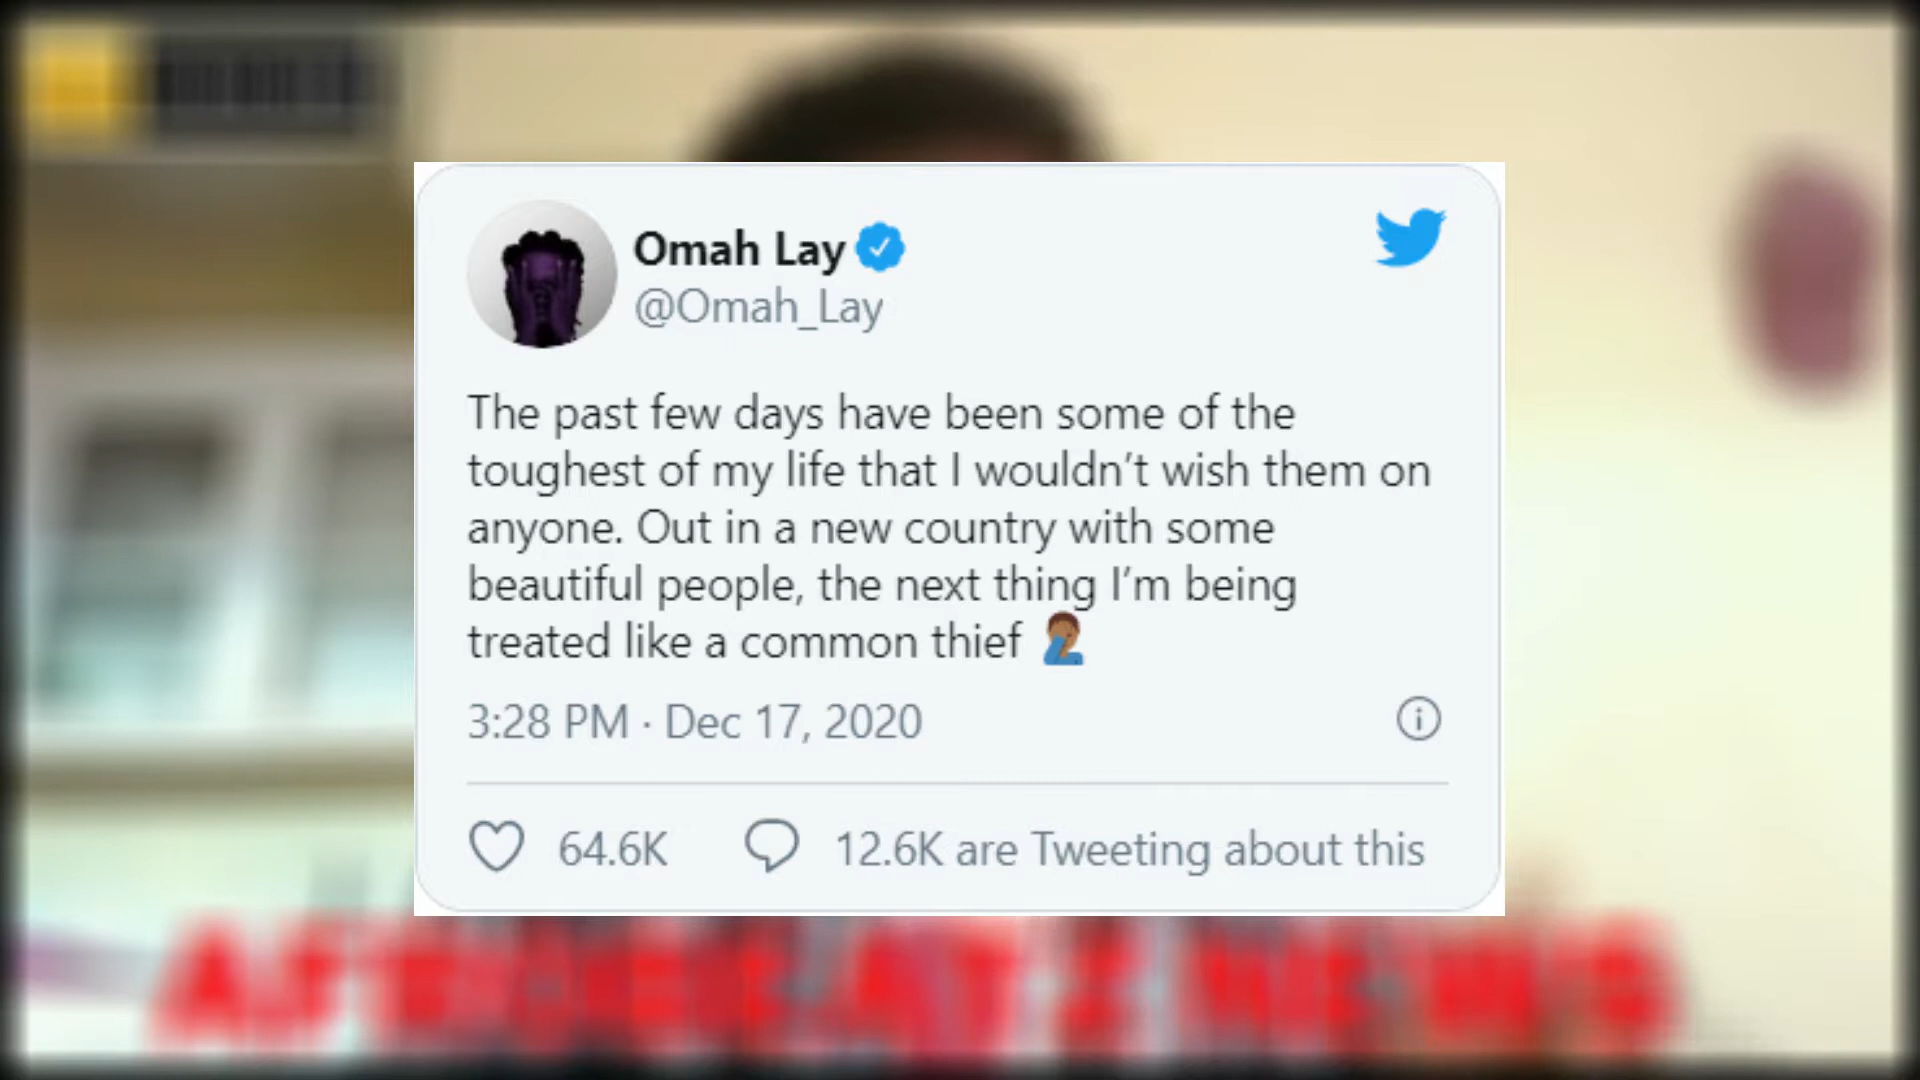 Omah Lay
@Omah_Lay
The past few days have been some of the
toughest of my life that I wouldn’t wish them on
anyone. Out in a new country with some
beautiful people, the next thing I’m being
treated like a common thief 🤦🏾‍♂️
3:28 PM · Dec 17, 2020
64.6K 12.6K are Tweeting about this